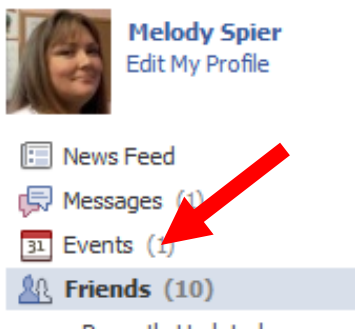 Melody Spier
Edit My Profile
News Feed
Messages (1)
31 Events (1)
Friends (10)